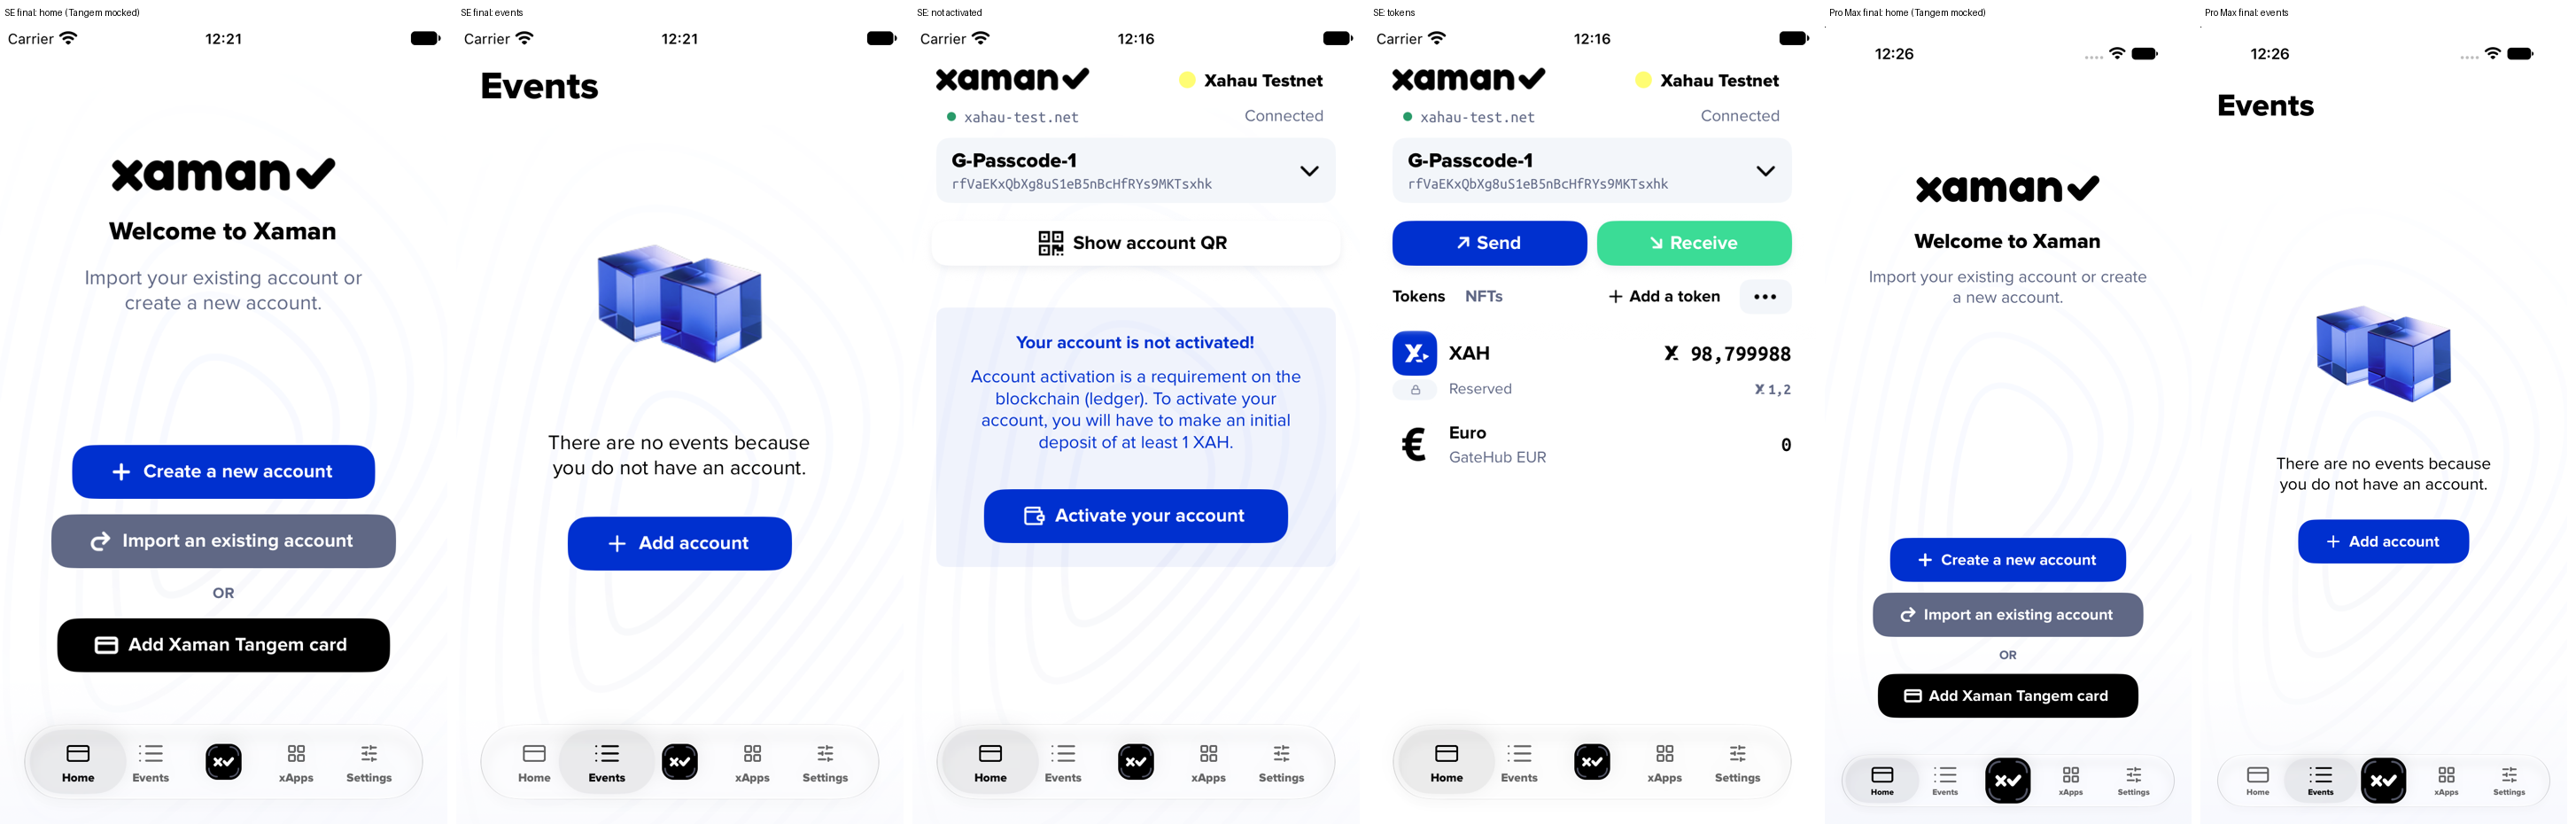 SE final: home (Tangem mocked)
Carrier 12:21
xaman
Welcome to Xaman
Import your existing account or
create a new account.
Create a new account
Import an existing account
OR
Add Xaman Tangem card
Home Events xApps Settings
SE final: events
Carrier 12:21
Events
There are no events because
you do not have an account.
Add account
Home Events xApps Settings
SE: not activated
Carrier 12:16
xaman Xahau Testnet
xahau-test.net Connected
G-Passcode-1
rfVaEKxQbXg8uS1eB5nBcHfRYs9MKTsxhk
Show account QR
Your account is not activated!
Account activation is a requirement on the
blockchain (ledger). To activate your
account, you will have to make an initial
deposit of at least 1 XAH.
Activate your account
Home Events xApps Settings
SE: tokens
Carrier 12:16
xaman Xahau Testnet
xahau-test.net Connected
G-Passcode-1
rfVaEKxQbXg8uS1eB5nBcHfRYs9MKTsxhk
Send Receive
Tokens NFTs + Add a token
XAH 98,799988
Reserved 1,2
€ Euro 0
GateHub EUR
Home Events xApps Settings
Pro Max final: home (Tangem mocked)
12:26
xaman
Welcome to Xaman
Import your existing account or create
a new account.
Create a new account
Import an existing account
OR
Add Xaman Tangem card
Home Events xApps Settings
Pro Max final: events
12:26
Events
There are no events because
you do not have an account.
Add account
Home Events xApps Settings